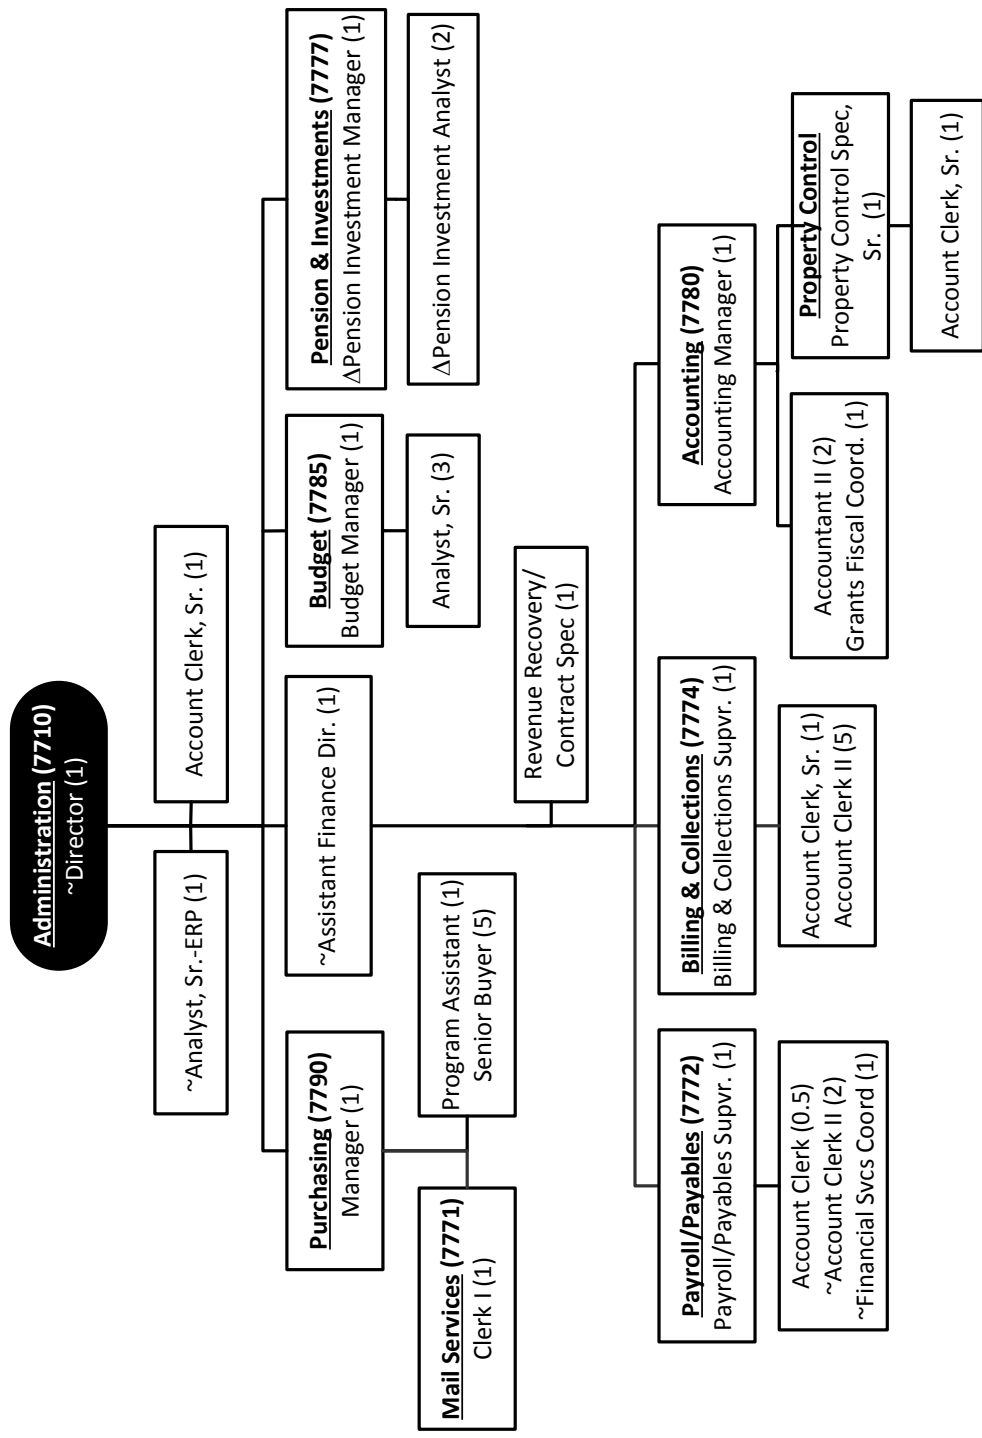 Administration (7710)
~Director (1)
~Analyst, Sr.-ERP (1)
Account Clerk, Sr. (1)
Purchasing (7790)
Manager (1)
~Assistant Finance Dir. (1)
Budget (7785)
Budget Manager (1)
Pension & Investments (7777)
∆Pension Investment Manager (1)
Mail Services (7771)
Clerk I (1)
Program Assistant (1)
Senior Buyer (5)
Analyst, Sr. (3)
∆Pension Investment Analyst (2)
Revenue Recovery/
Contract Spec (1)
Payroll/Payables (7772)
Payroll/Payables Supvr. (1)
Billing & Collections (7774)
Billing & Collections Supvr. (1)
Accounting (7780)
Accounting Manager (1)
Account Clerk (0.5)
~Account Clerk II (2)
~Financial Svcs Coord (1)
Account Clerk, Sr. (1)
Account Clerk II (5)
Accountant II (2)
Grants Fiscal Coord. (1)
Property Control
Property Control Spec,
Sr. (1)
Account Clerk, Sr. (1)